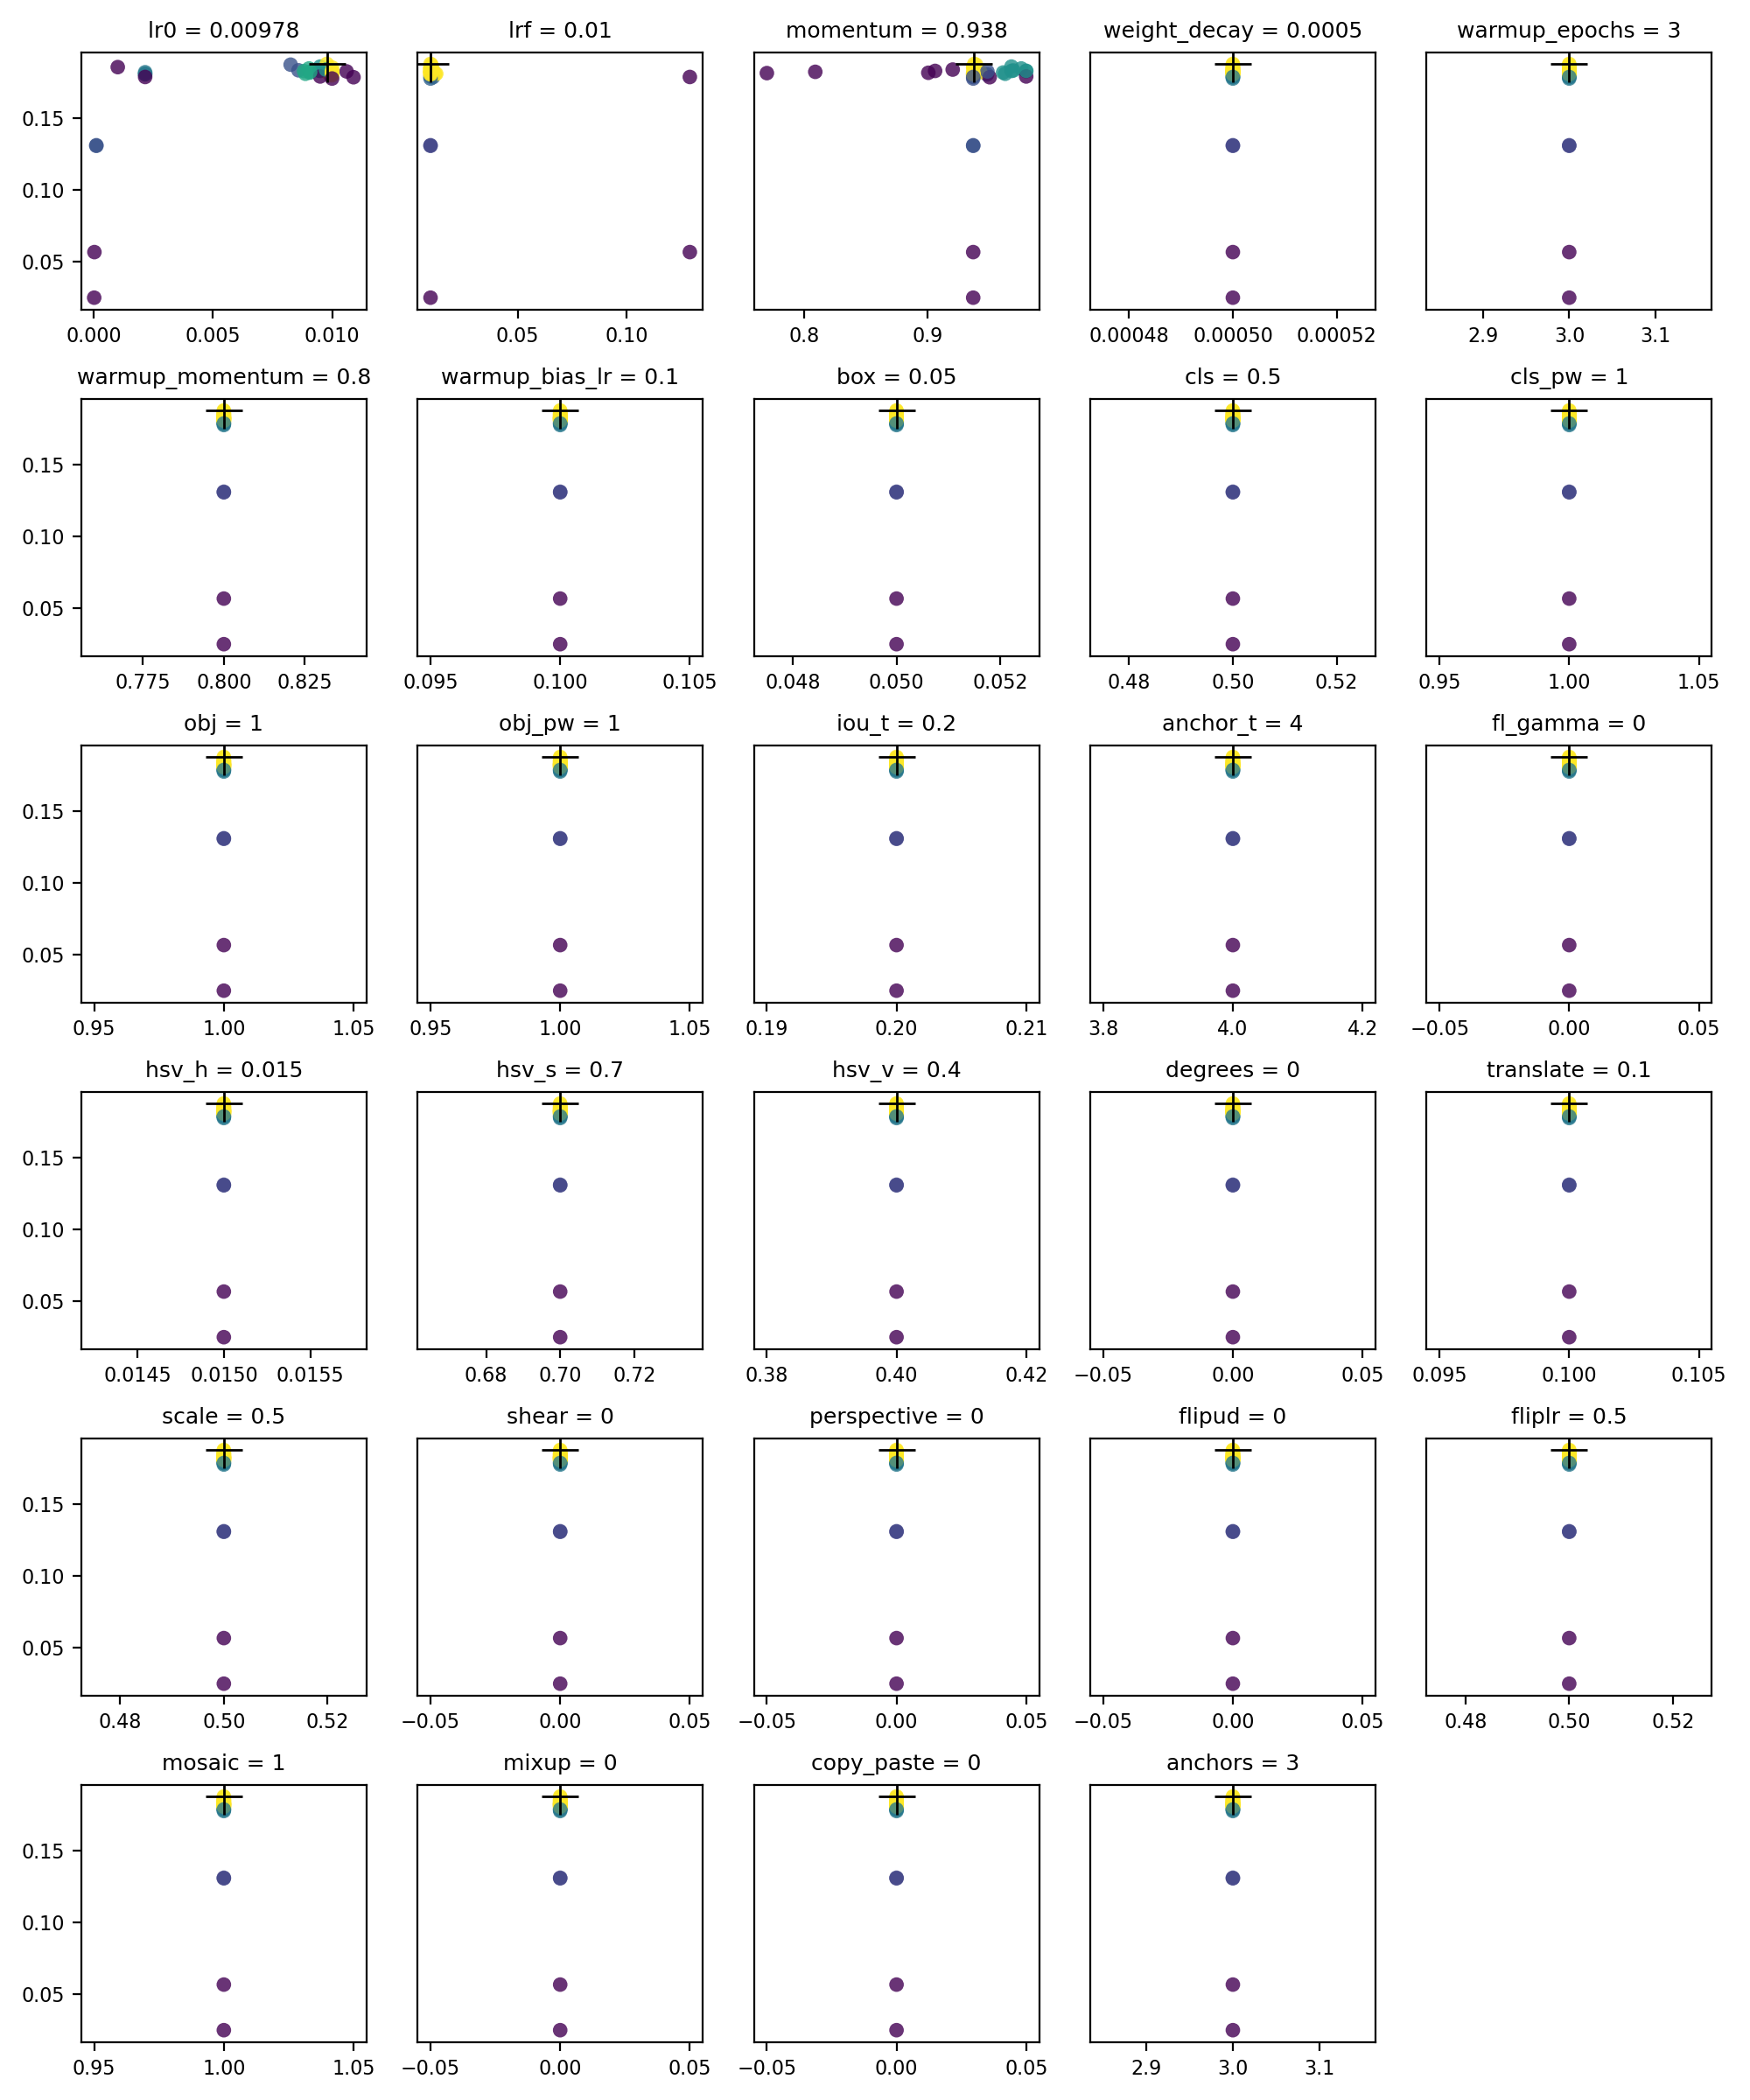 lr0 = 0.00978 lrf = 0.01 momentum = 0.938 weight_decay = 0.0005 warmup_epochs = 3
0.15
0.10
0.05
0.000 0.005 0.010 0.05 0.10 0.8 0.9 0.00048 0.00050 0.00052 2.9 3.0 3.1
warmup_momentum = 0.8 warmup_bias_lr = 0.1 box = 0.05 cls = 0.5 cls_pw = 1
0.15
0.10
0.05
0.775 0.800 0.825 0.095 0.100 0.105 0.048 0.050 0.052 0.48 0.50 0.52 0.95 1.00 1.05
obj = 1 obj_pw = 1 iou_t = 0.2 anchor_t = 4 fl_gamma = 0
0.15
0.10
0.05
0.95 1.00 1.05 0.95 1.00 1.05 0.19 0.20 0.21 3.8 4.0 4.2 −0.05 0.00 0.05
hsv_h = 0.015 hsv_s = 0.7 hsv_v = 0.4 degrees = 0 translate = 0.1
0.15
0.10
0.05
0.0145 0.0150 0.0155 0.68 0.70 0.72 0.38 0.40 0.42 −0.05 0.00 0.05 0.095 0.100 0.105
scale = 0.5 shear = 0 perspective = 0 flipud = 0 fliplr = 0.5
0.15
0.10
0.05
0.48 0.50 0.52 −0.05 0.00 0.05 −0.05 0.00 0.05 −0.05 0.00 0.05 0.48 0.50 0.52
mosaic = 1 mixup = 0 copy_paste = 0 anchors = 3
0.15
0.10
0.05
0.95 1.00 1.05 −0.05 0.00 0.05 −0.05 0.00 0.05 2.9 3.0 3.1